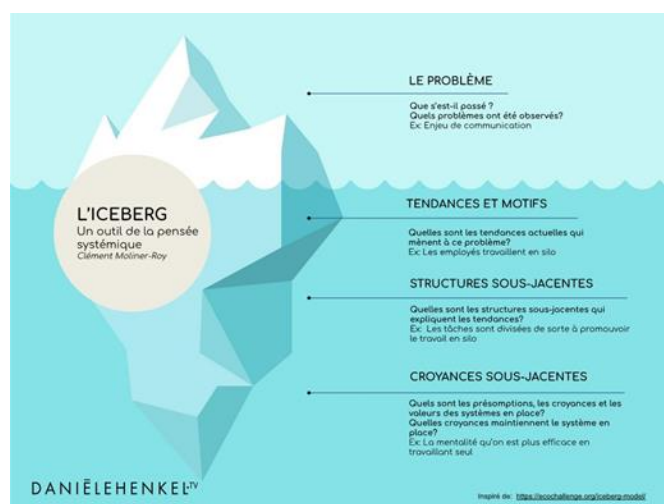 LE PROBLÈME
Que s'est-il passé ?
Quels problèmes ont été observés?
Ex: Enjeu de communication
L'ICEBERG
Un outil de la pensée
systémique
Clément Moliner-Roy
TENDANCES ET MOTIFS
Quelles sont les tendances actuelles qui
mènent à ce problème?
Ex: Les employés travaillent en silo
STRUCTURES SOUS-JACENTES
Quelles sont les structures sous-jacentes qui
expliquent les tendances?
Ex: Les tâches sont divisées de sorte à promouvoir
le travail en silo
CROYANCES SOUS-JACENTES
Quels sont les présomptions, les croyances et les
valeurs des systèmes en place?
Quelles croyances maintiennent le système en
place?
Ex: La mentalité qu'on est plus efficace en
travaillant seul
DANIËLEHENKEL.TV
Inspiré de: https://ecochallenge.org/iceberg-model/